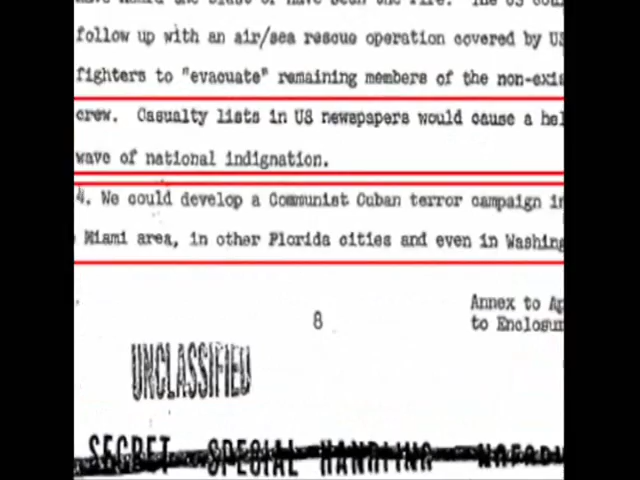 follow up with an air/sea rescue operation covered by US
fighters to "evacuate" remaining members of the non-exis
crew. Casualty lists in US newspapers would cause a hel
wave of national indignation.
4. We could develop a Communist Cuban terror campaign in
Miami area, in other Florida cities and even in Washing
8
Annex to Ap
to Enclosur
UNCLASSIFIED
SECRET SPECIAL HANDLING NOFORN